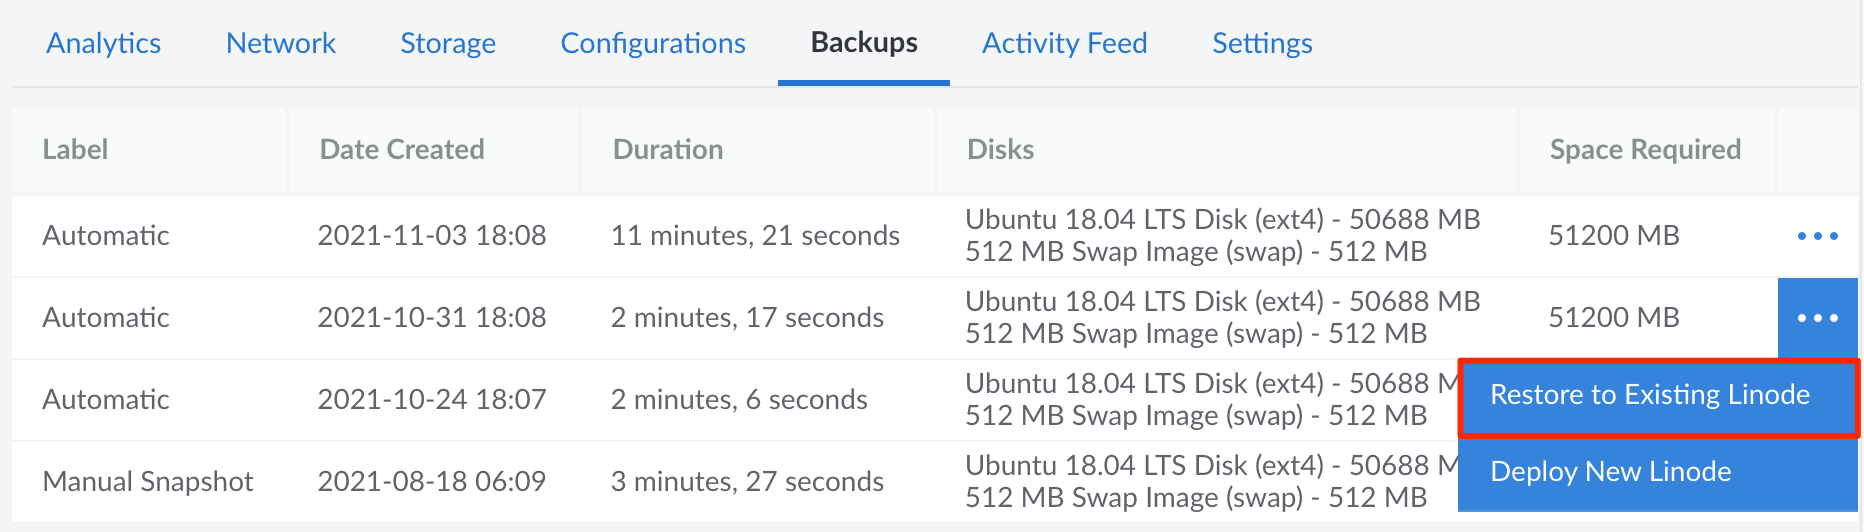 Analytics Network Storage Configurations Backups Activity Feed Settings
Label Date Created Duration Disks Space Required
Automatic 2021-11-03 18:08 11 minutes, 21 seconds Ubuntu 18.04 LTS Disk (ext4) - 50688 MB 51200 MB
512 MB Swap Image (swap) - 512 MB
Automatic 2021-10-31 18:08 2 minutes, 17 seconds Ubuntu 18.04 LTS Disk (ext4) - 50688 MB 51200 MB
512 MB Swap Image (swap) - 512 MB
Automatic 2021-10-24 18:07 2 minutes, 6 seconds Ubuntu 18.04 LTS Disk (ext4) - 50688 M
512 MB Swap Image (swap) - 512 MB
Restore to Existing Linode
Manual Snapshot 2021-08-18 06:09 3 minutes, 27 seconds Ubuntu 18.04 LTS Disk (ext4) - 50688 M
512 MB Swap Image (swap) - 512 MB
Deploy New Linode